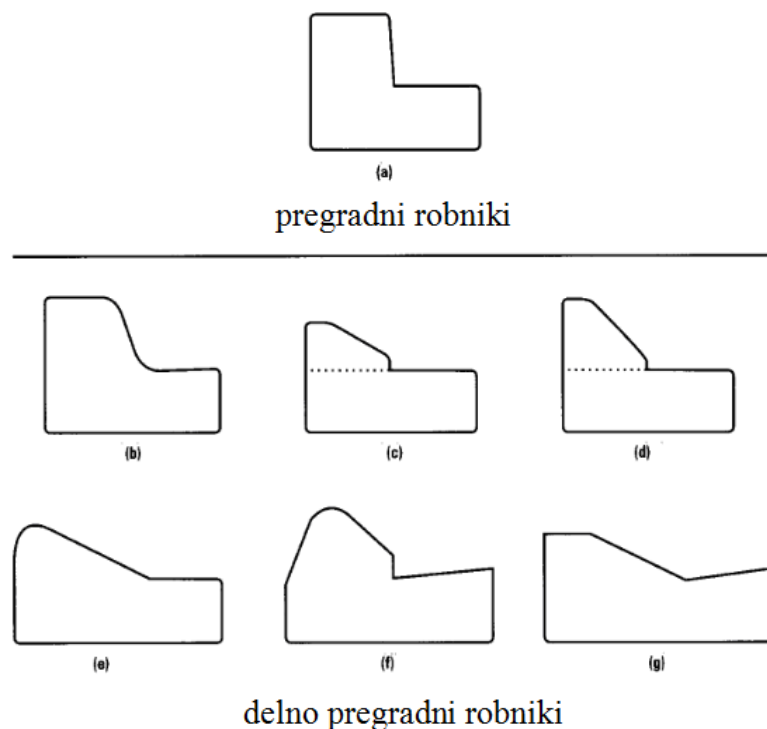 (a)
pregradni robniki
(b) (c) (d)
(e) (f) (g)
delno pregradni robniki